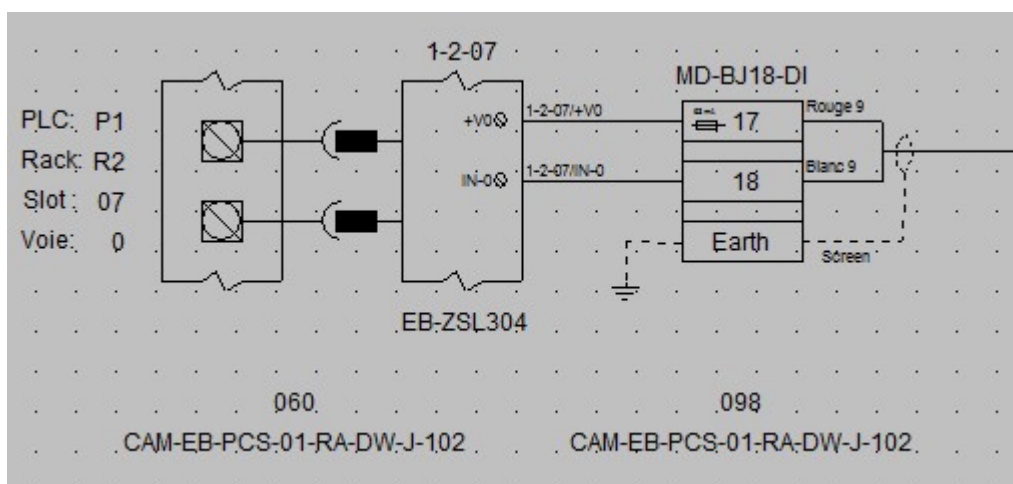 1-2-07
MD-BJ18-DI
PLC: P1
Rack: R2
Slot: 07
Voie: 0
+V0
IN-0
1-2-07/+V0
1-2-07/IN-0
17
18
Earth
Rouge 9
Blanc 9
Screen
EB-ZSL304
060
CAM-EB-PCS-01-RA-DW-J-102
098
CAM-EB-PCS-01-RA-DW-J-102